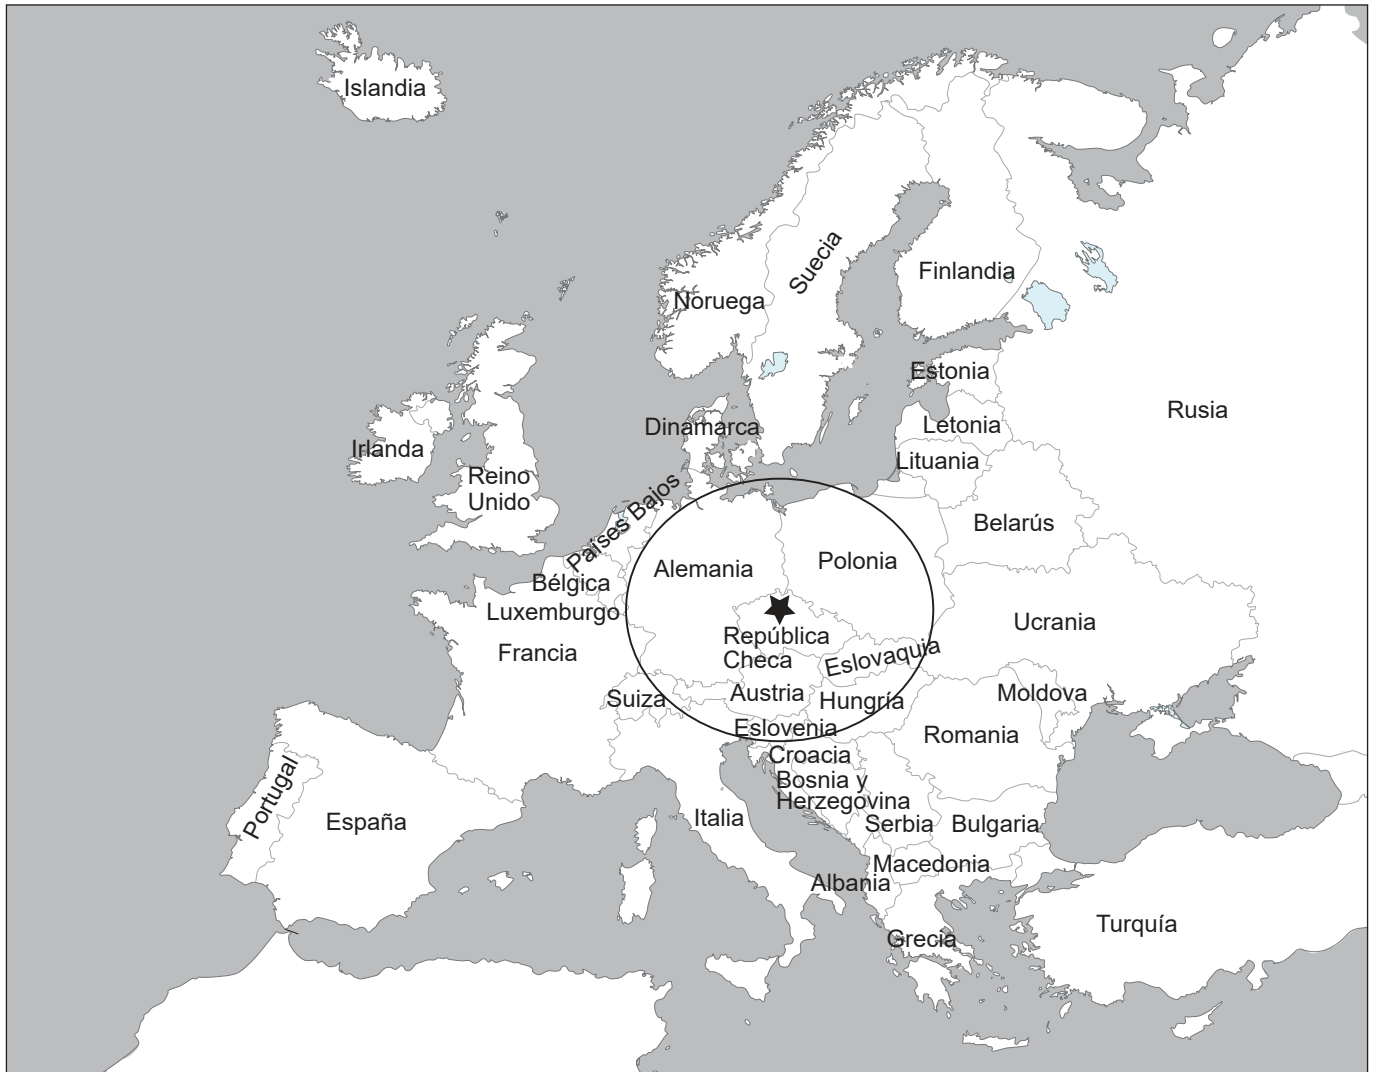 Islandia
Suecia
Finlandia
Noruega
Estonia
Rusia
Letonia
Dinamarca
Irlanda
Lituania
Reino
Unido
Países Bajos
Belarús
Polonia
Alemania
Bélgica
Luxemburgo
Ucrania
República
Checa
Francia
Eslovaquia
Austria
Moldova
Suiza
Hungría
Eslovenia
Romania
Croacia
Bosnia y
Herzegovina
Portugal
Italia
España
Serbia
Bulgaria
Macedonia
Albania
Turquía
Grecia